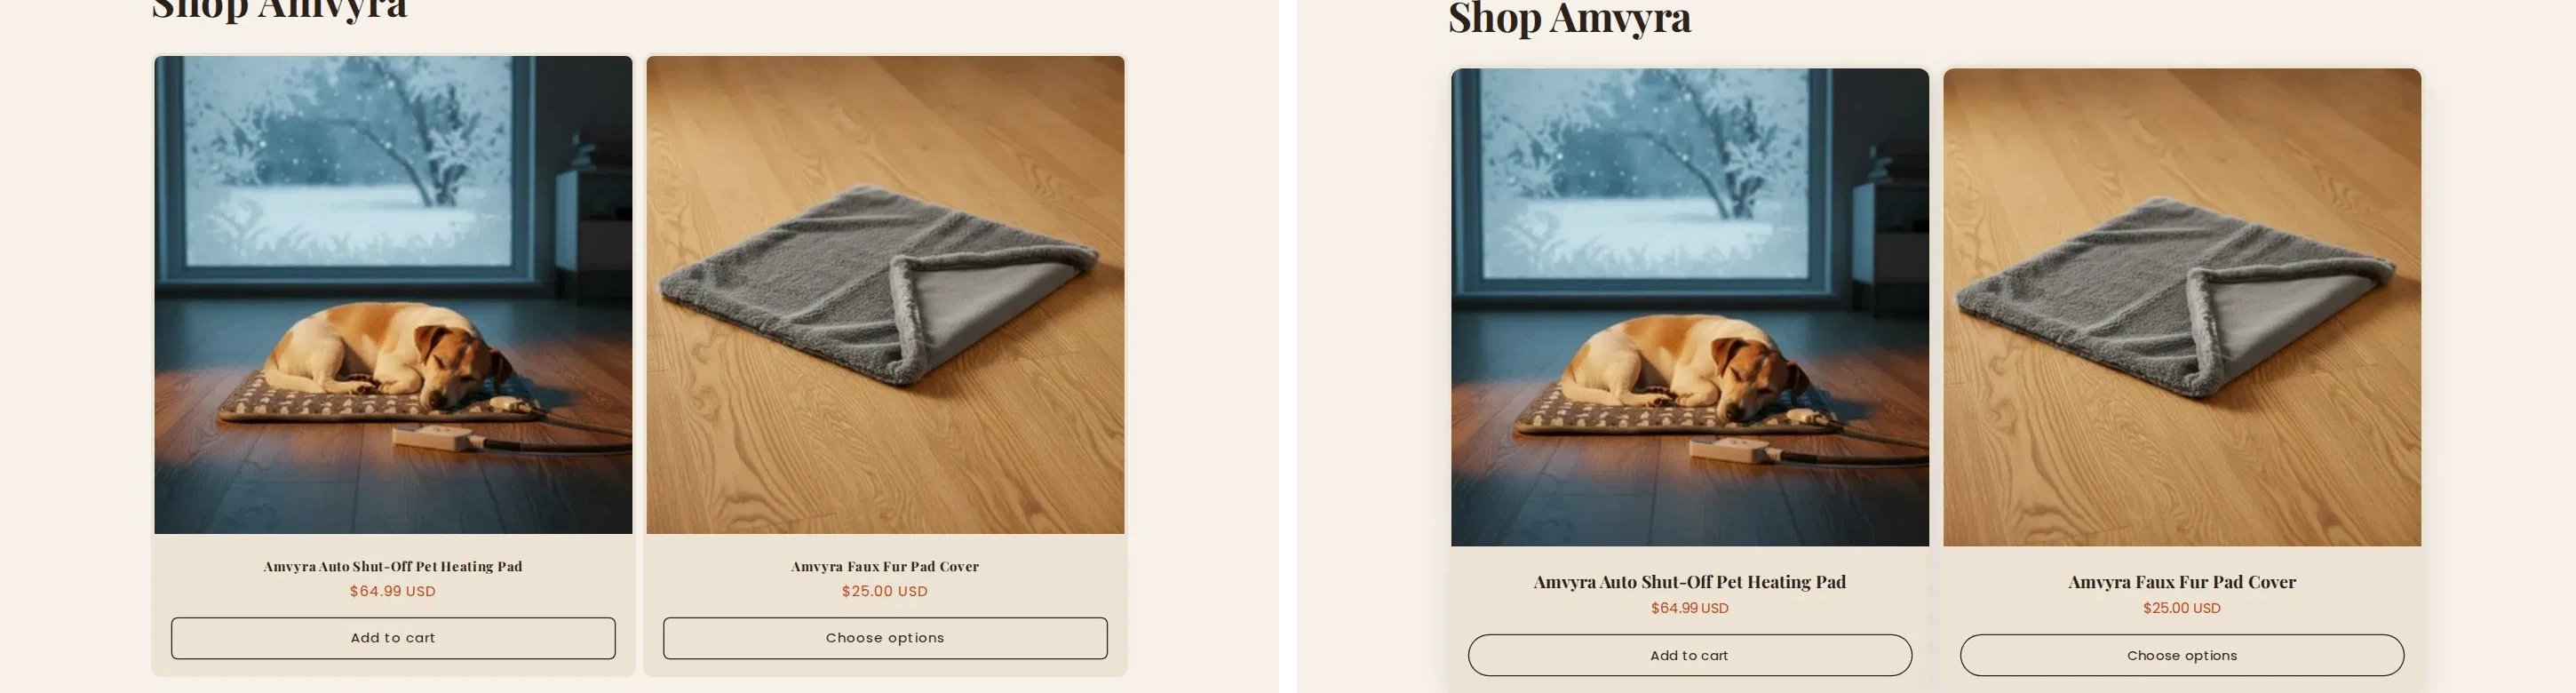 Shop Amvyra
Amvyra Auto Shut-Off Pet Heating Pad
$64.99 USD
Add to cart
Amvyra Faux Fur Pad Cover
$25.00 USD
Choose options
Shop Amvyra
Amvyra Auto Shut-Off Pet Heating Pad
$64.99 USD
Add to cart
Amvyra Faux Fur Pad Cover
$25.00 USD
Choose options